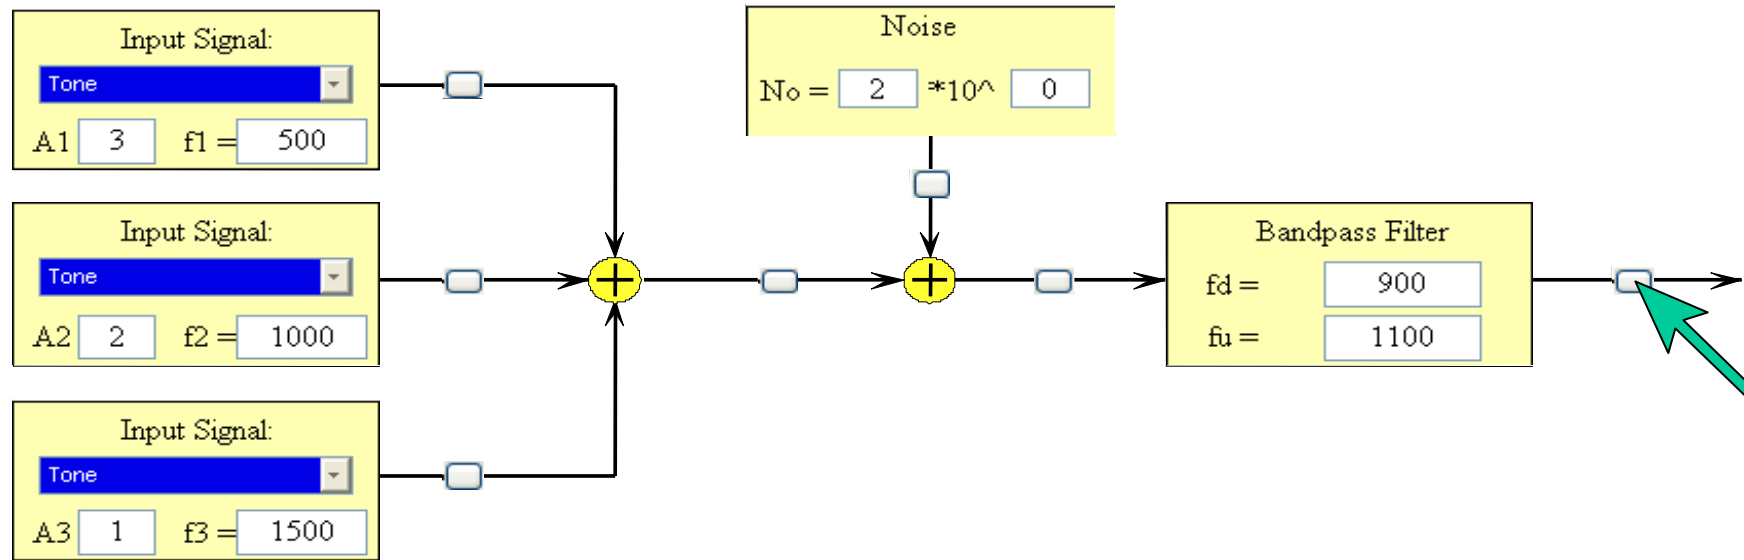 Input Signal:
Tone
A1 3 f1 = 500
Input Signal:
Tone
A2 2 f2 = 1000
Input Signal:
Tone
A3 1 f3 = 1500
Noise
No = 2 *10^ 0
Bandpass Filter
fd = 900
fu = 1100